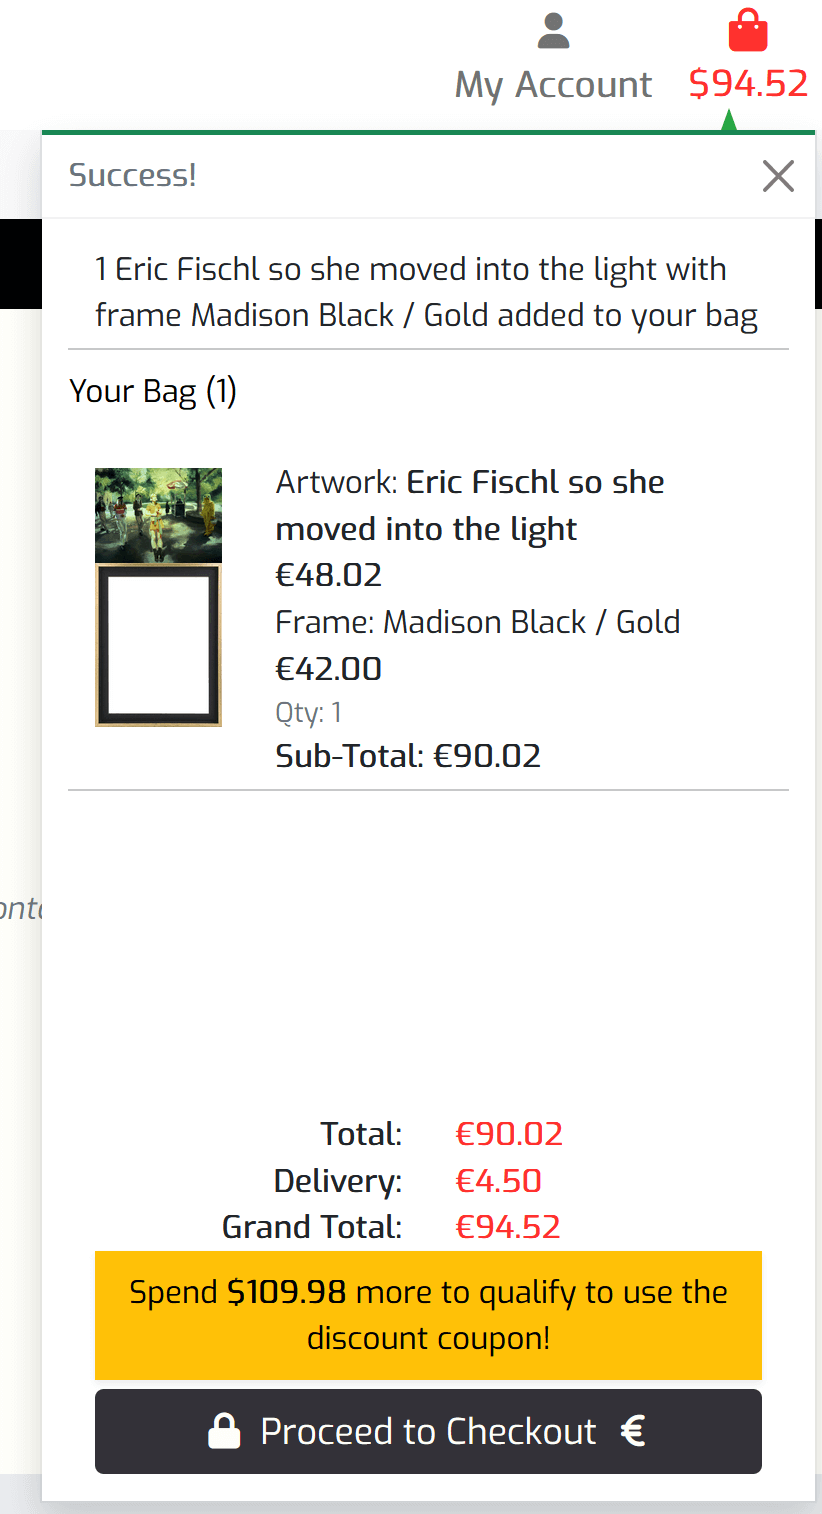 My Account
$94.52
Success!
1 Eric Fischl so she moved into the light with
frame Madison Black / Gold added to your bag
Your Bag (1)
Artwork: Eric Fischl so she
moved into the light
€48.02
Frame: Madison Black / Gold
€42.00
Qty: 1
Sub-Total: €90.02
Total: €90.02
Delivery: €4.50
Grand Total: €94.52
Spend $109.98 more to qualify to use the
discount coupon!
Proceed to Checkout €